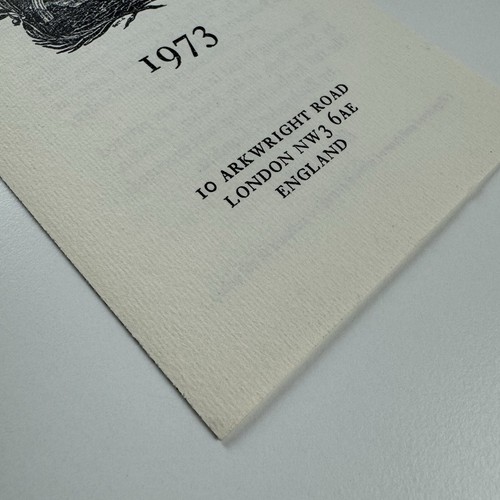 1973
10 ARKWRIGHT ROAD
LONDON NW3 6AE
ENGLAND